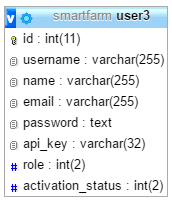 v smartfarm user3
id : int(11)
username : varchar(255)
name : varchar(255)
email : varchar(255)
password : text
api_key : varchar(32)
# role : int(2)
# activation_status : int(2)